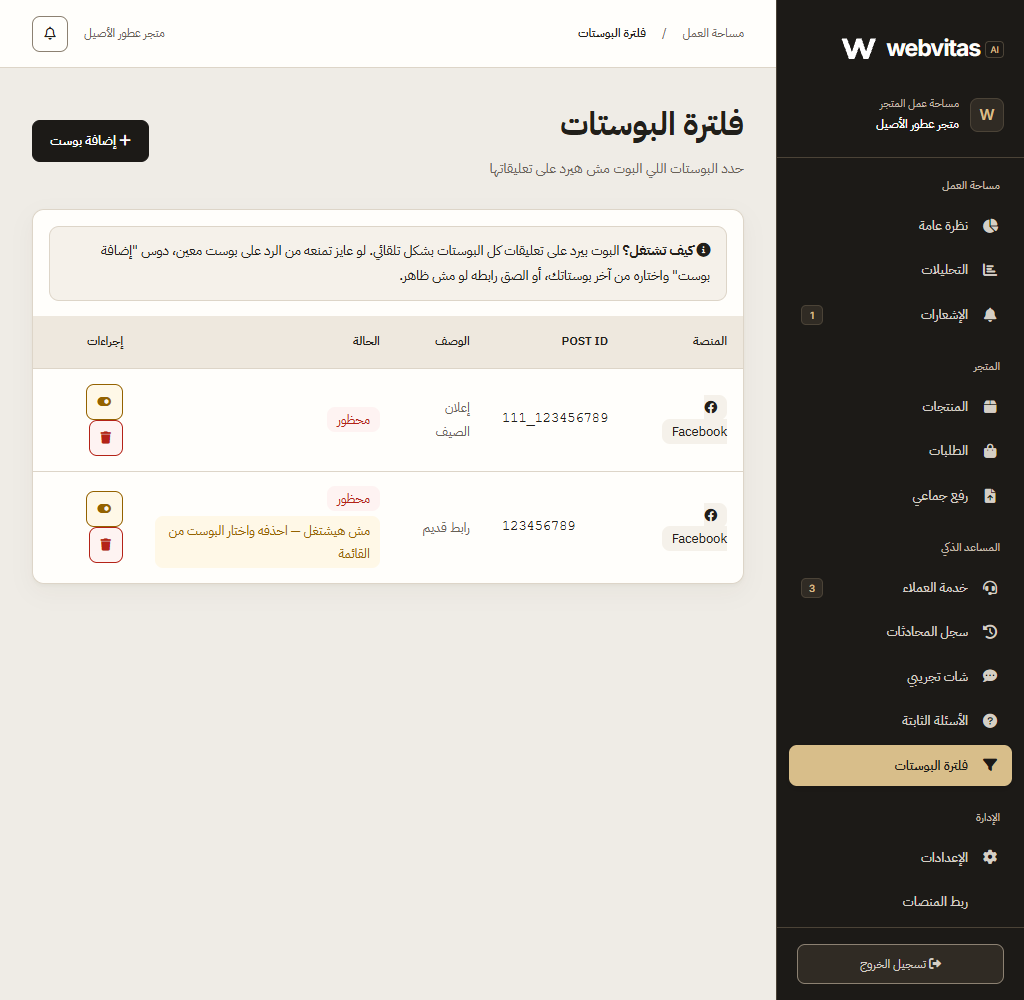 webvitas AI
W
مساحة عمل المتجر
متجر عطور الأصيل
مساحة العمل
نظرة عامة
التحليلات
الإشعارات
1
المتجر
المنتجات
الطلبات
رفع جماعي
المساعد الذكي
خدمة العملاء
3
سجل المحادثات
شات تجريبي
الأسئلة الثابتة
فلترة البوستات
الإدارة
الإعدادات
ربط المنصات
تسجيل الخروج
مساحة العمل / فلترة البوستات
متجر عطور الأصيل
فلترة البوستات
حدد البوستات اللي البوت مش هيرد على تعليقاتها
إضافة بوست
كيف تشتغل؟ البوت بيرد على تعليقات كل البوستات بشكل تلقائي. لو عايز تمنعه من الرد على بوست معين، دوس "إضافة
بوست" واختاره من آخر بوستاتك، أو الصق رابطه لو مش ظاهر.
المنصة POST ID الوصف الحالة إجراءات
Facebook
111_123456789
إعلان
الصيف
محظور
Facebook
123456789
رابط قديم
محظور
مش هيشتغل — احذفه واختار البوست من
القائمة